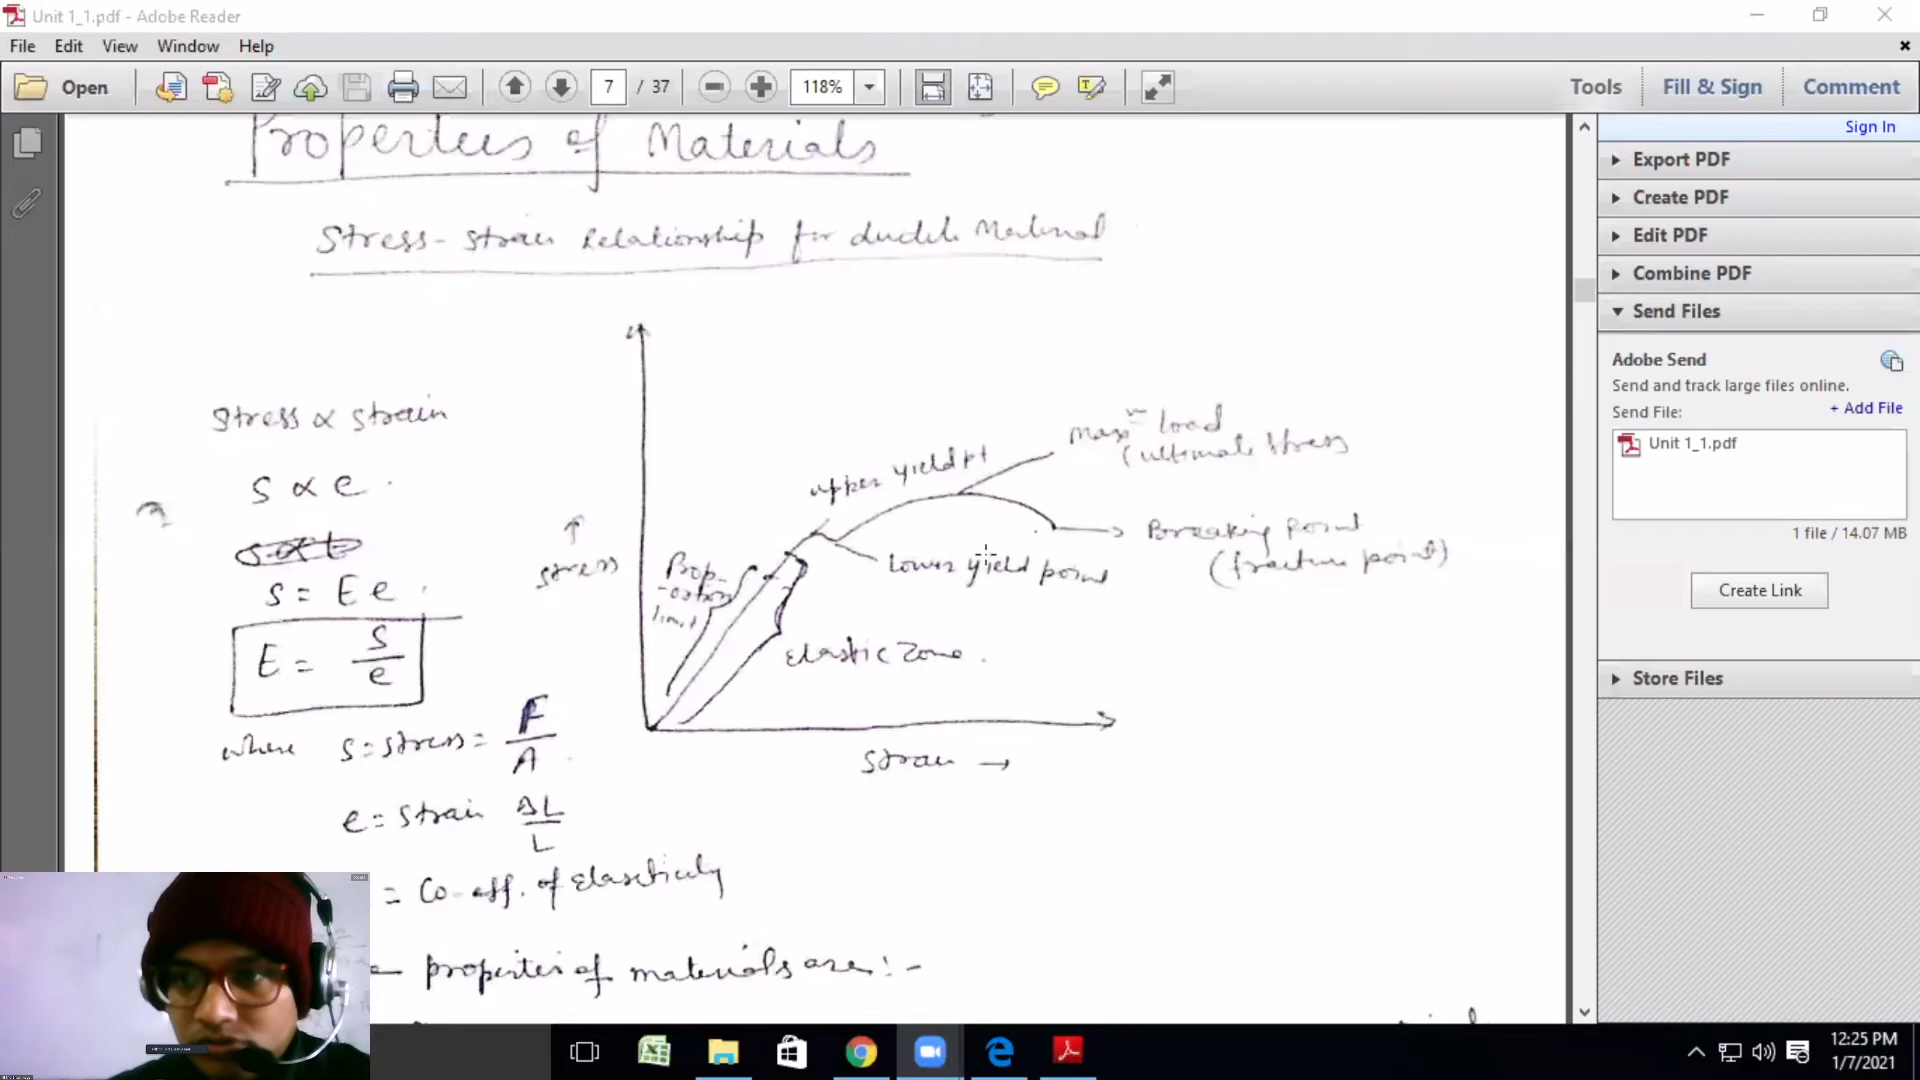 Unit 1_1.pdf - Adobe Reader
File Edit View Window Help
Open 7 / 37 118% Tools Fill & Sign Comment
Properties of Materials
Stress-strain Relationship for ductile Material
Stress ∝ strain
s ∝ e
s = E e
E = s/e
where s = stress = F/A
e = strain ΔL/L
= Co-eff. of Elasticity
properties of materials are :-
↑
stress
Prop-
-ortion
limit
upper yield pt
max^m load
(ultimate stress
Breaking point
(fracture point)
Lower yield point
Elastic Zone.
Strain →
Sign In
Export PDF
Create PDF
Edit PDF
Combine PDF
Send Files
Adobe Send
Send and track large files online.
Send File:
+ Add File
Unit 1_1.pdf
1 file / 14.07 MB
Create Link
Store Files
12:25 PM
1/7/2021